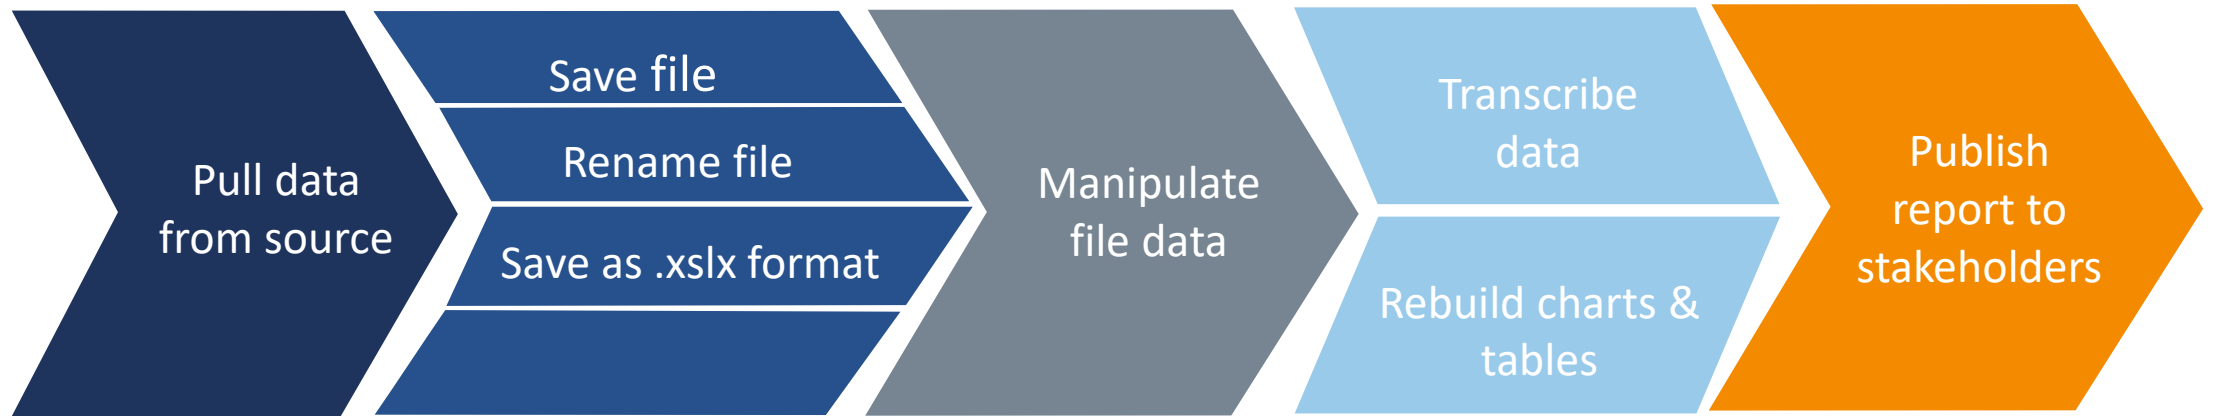 Pull data
from source
Save file
Rename file
Save as .xslx format
Manipulate
file data
Transcribe
data
Rebuild charts &
tables
Publish
report to
stakeholders